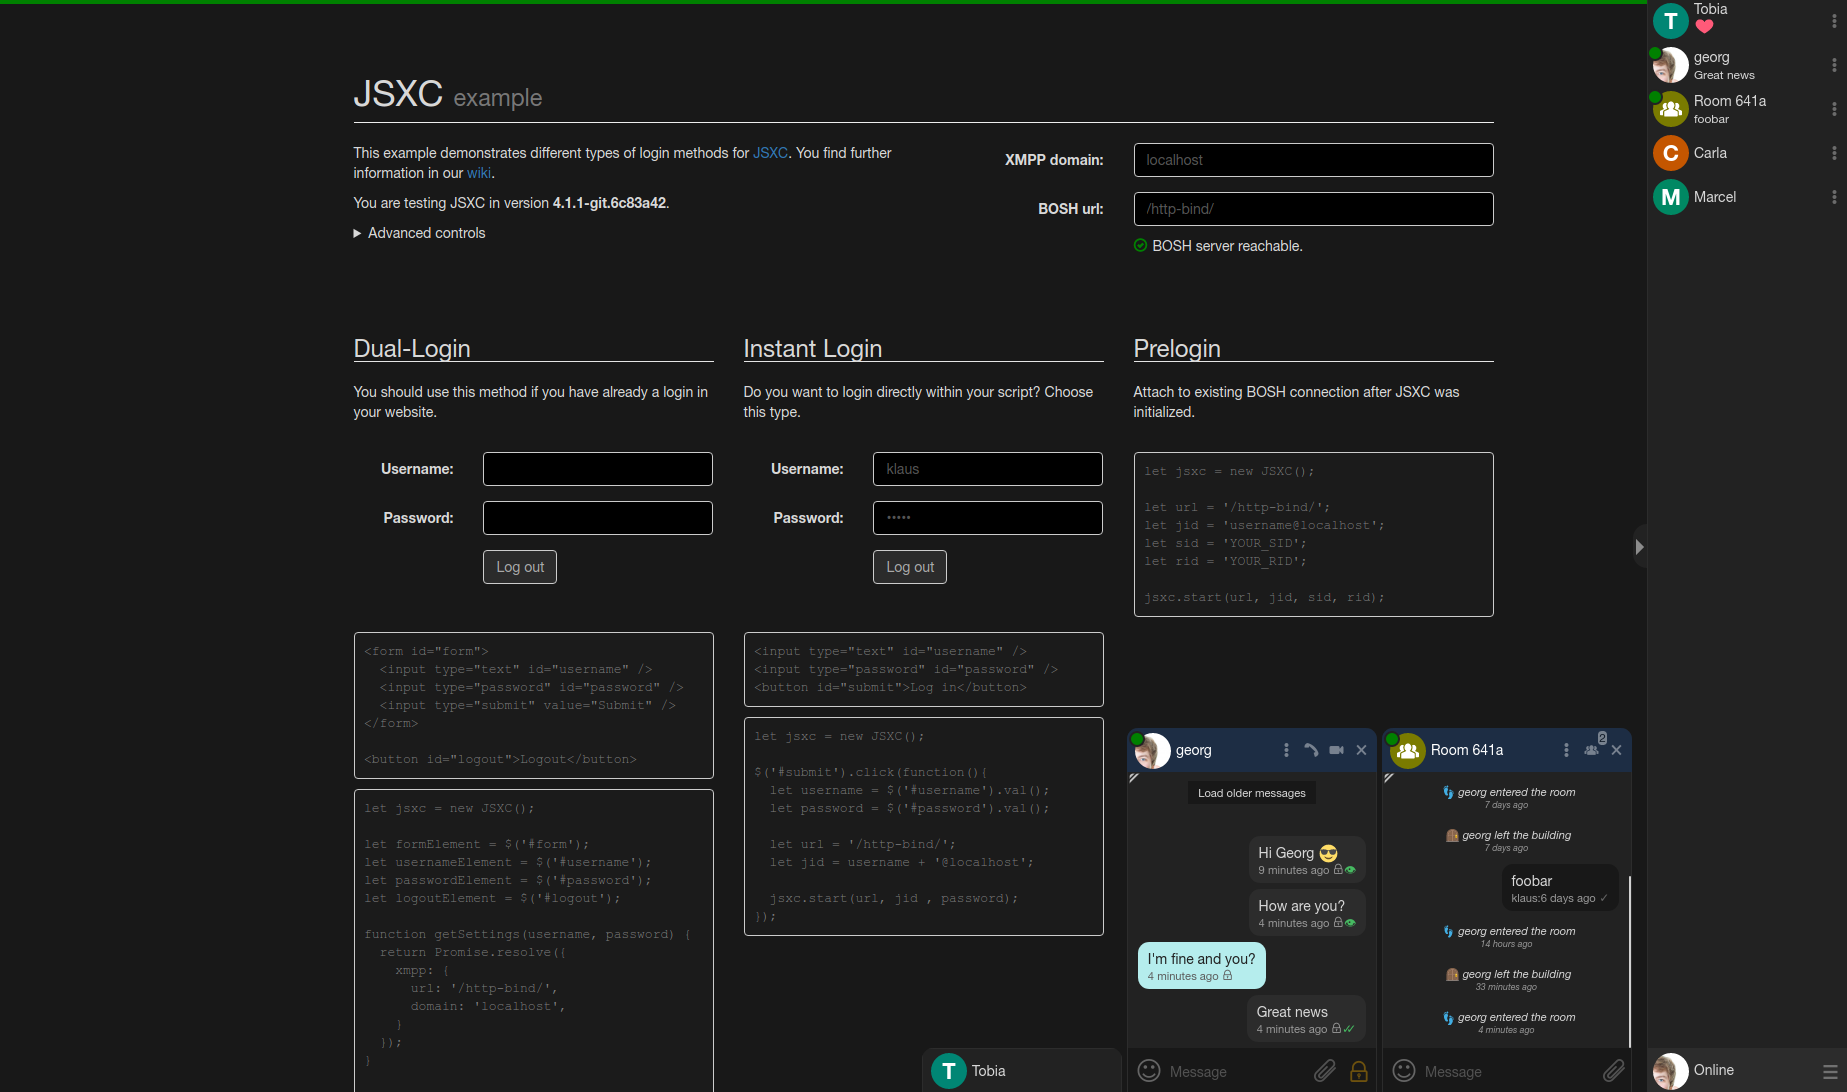 JSXC example
This example demonstrates different types of login methods for JSXC. You find further
information in our wiki.
You are testing JSXC in version 4.1.1-git.6c83a42.
Advanced controls
XMPP domain:
localhost
BOSH url:
/http-bind/
BOSH server reachable.
Dual-Login
You should use this method if you have already a login in
your website.
Username:
Password:
Log out
<form id="form">
  <input type="text" id="username" />
  <input type="password" id="password" />
  <input type="submit" value="Submit" />
</form>
<button id="logout">Logout</button>
let jsxc = new JSXC();
let formElement = $('#form');
let usernameElement = $('#username');
let passwordElement = $('#password');
let logoutElement = $('#logout');
function getSettings(username, password) {
  return Promise.resolve({
    xmpp: {
      url: '/http-bind/',
      domain: 'localhost',
    }
  });
}
Instant Login
Do you want to login directly within your script? Choose
this type.
Username:
klaus
Password:
•••••
Log out
<input type="text" id="username" />
<input type="password" id="password" />
<button id="submit">Log in</button>
let jsxc = new JSXC();
$('#submit').click(function(){
  let username = $('#username').val();
  let password = $('#password').val();
  let url = '/http-bind/';
  let jid = username + '@localhost';
  jsxc.start(url, jid , password);
});
Prelogin
Attach to existing BOSH connection after JSXC was
initialized.
let jsxc = new JSXC();
let url = '/http-bind/';
let jid = 'username@localhost';
let sid = 'YOUR_SID';
let rid = 'YOUR_RID';
jsxc.start(url, jid, sid, rid);
T Tobia
georg
Load older messages
Hi Georg 😎
9 minutes ago
How are you?
4 minutes ago
I'm fine and you?
4 minutes ago
Great news
4 minutes ago
Message
Room 641a
2
👣 georg entered the room
7 days ago
🚪 georg left the building
7 days ago
foobar
klaus:6 days ago ✓
👣 georg entered the room
14 hours ago
🚪 georg left the building
33 minutes ago
👣 georg entered the room
4 minutes ago
Message
T Tobia
❤️
georg
Great news
Room 641a
foobar
C Carla
M Marcel
Online